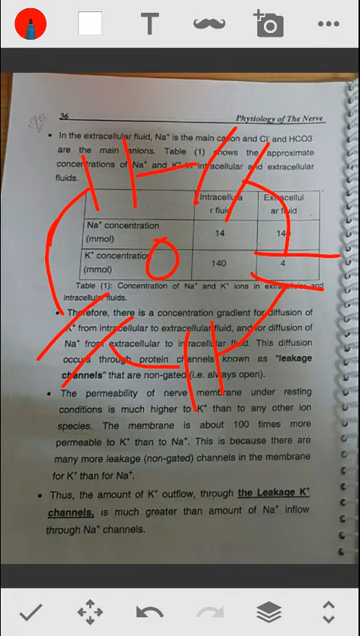 T
36 Physiology of The Nerve
• In the extracellular fluid, Na⁺ is the main cation and Cl⁻ and HCO3⁻
are the main anions. Table (1) shows the approximate
concentrations of Na⁺ and K⁺ in intracellular and extracellular
fluids.
Intracellula Extracellul
r fluid ar fluid
Na⁺ concentration 14 140
(mmol)
K⁺ concentration 140 4
(mmol)
Table (1): Concentration of Na⁺ and K⁺ ions in extracellular and
intracellular fluids.
• Therefore, there is a concentration gradient for diffusion of
K⁺ from intracellular to extracellular fluid, and for diffusion of
Na⁺ from extracellular to intracellular fluid. This diffusion
occurs through protein channels known as "leakage
channels" that are non-gated (i.e. always open).
• The permeability of nerve membrane under resting
conditions is much higher to K⁺ than to any other ion
species. The membrane is about 100 times more
permeable to K⁺ than to Na⁺. This is because there are
many more leakage (non-gated) channels in the membrane
for K⁺ than for Na⁺.
• Thus, the amount of K⁺ outflow, through the Leakage K⁺
channels, is much greater than amount of Na⁺ inflow
through Na⁺ channels.